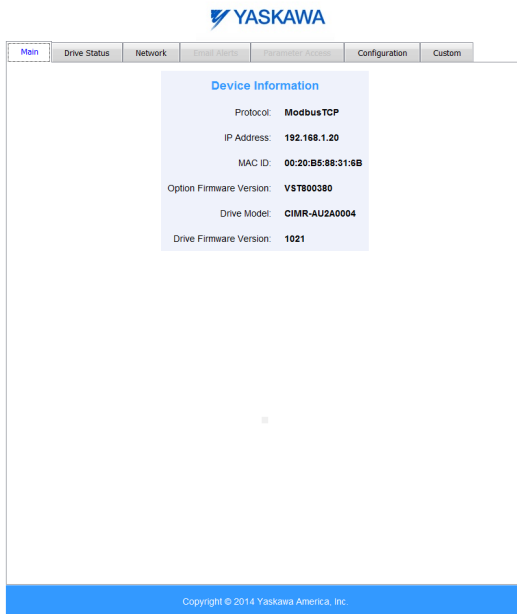 YASKAWA
Main Drive Status Network Email Alerts Parameter Access Configuration Custom
Device Information
Protocol: ModbusTCP
IP Address: 192.168.1.20
MAC ID: 00:20:B5:88:31:6B
Option Firmware Version: VST800380
Drive Model: CIMR-AU2A0004
Drive Firmware Version: 1021
Copyright © 2014 Yaskawa America, Inc.